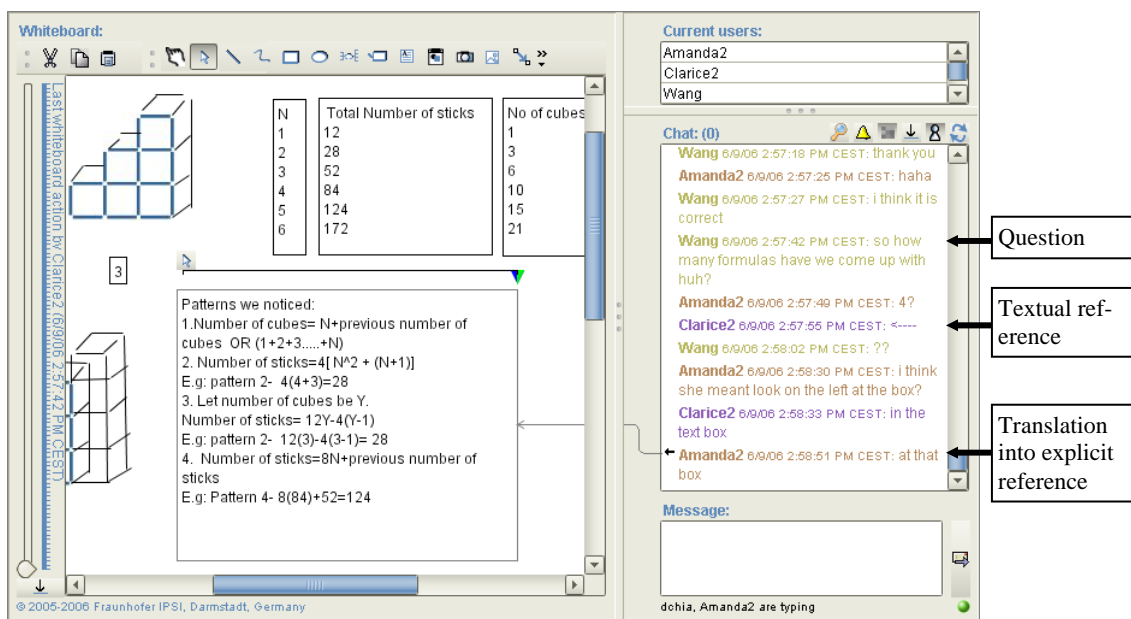 Whiteboard:
Last whiteboard action by Clarice2 (6/9/06 2:57:42 PM CEST)
N
1
2
3
4
5
6
Total Number of sticks
12
28
52
84
124
172
No of cubes
1
3
6
10
15
21
3
Patterns we noticed:
1.Number of cubes= N+previous number of
cubes OR (1+2+3.....+N)
2. Number of sticks=4[ N^2 + (N+1)]
E.g: pattern 2- 4(4+3)=28
3. Let number of cubes be Y.
Number of sticks= 12Y-4(Y-1)
E.g: pattern 2- 12(3)-4(3-1)= 28
4. Number of sticks=8N+previous number of
sticks
E.g: Pattern 4- 8(84)+52=124
© 2005-2006 Fraunhofer IPSI, Darmstadt, Germany
Current users:
Amanda2
Clarice2
Wang
Chat: (0)
Wang 6/9/06 2:57:18 PM CEST: thank you
Amanda2 6/9/06 2:57:25 PM CEST: haha
Wang 6/9/06 2:57:27 PM CEST: i think it is
correct
Wang 6/9/06 2:57:42 PM CEST: so how
many formulas have we come up with
huh?
Amanda2 6/9/06 2:57:49 PM CEST: 4?
Clarice2 6/9/06 2:57:55 PM CEST: <----
Wang 6/9/06 2:58:02 PM CEST: ??
Amanda2 6/9/06 2:58:30 PM CEST: i think
she meant look on the left at the box?
Clarice2 6/9/06 2:58:33 PM CEST: in the
text box
Amanda2 6/9/06 2:58:51 PM CEST: at that
box
Message:
dchia, Amanda2 are typing
Question
Textual ref-
erence
Translation
into explicit
reference